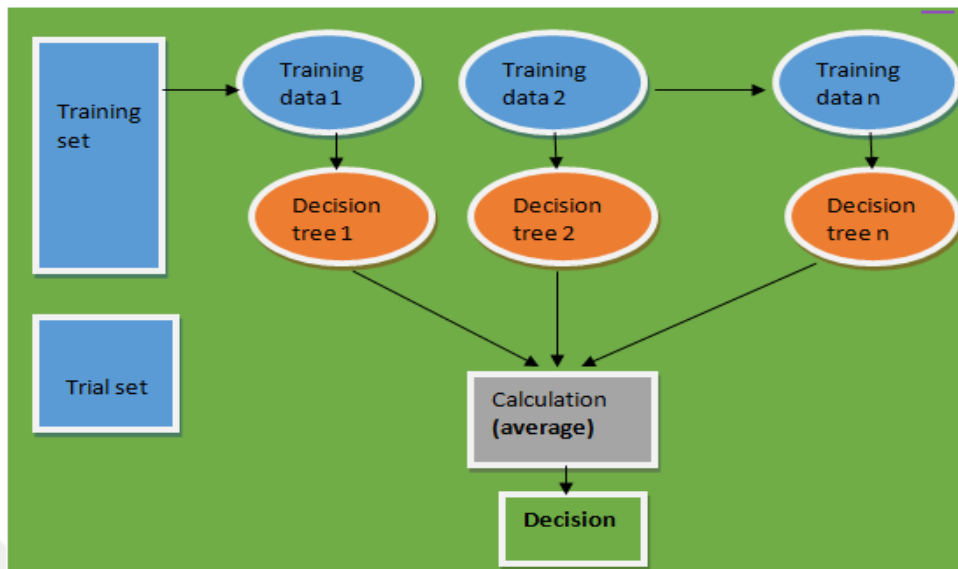 Training
set
Training
data 1
Training
data 2
Training
data n
Decision
tree 1
Decision
tree 2
Decision
tree n
Trial set
Calculation
(average)
Decision